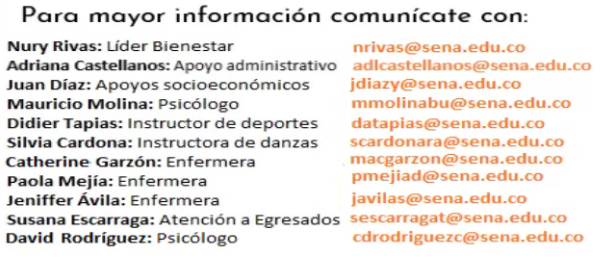 Para mayor información comunícate con:
Nury Rivas: Líder Bienestar nrivas@sena.edu.co
Adriana Castellanos: Apoyo administrativo adlcastellanos@sena.edu.co
Juan Díaz: Apoyos socioeconómicos jdiazy@sena.edu.co
Mauricio Molina: Psicólogo mmolinabu@sena.edu.co
Didier Tapias: Instructor de deportes datapias@sena.edu.co
Silvia Cardona: Instructora de danzas scardonara@sena.edu.co
Catherine Garzón: Enfermera macgarzon@sena.edu.co
Paola Mejía: Enfermera pmejiad@sena.edu.co
Jeniffer Ávila: Enfermera javilas@sena.edu.co
Susana Escarraga: Atención a Egresados sescarragat@sena.edu.co
David Rodríguez: Psicólogo cdrodriguezc@sena.edu.co